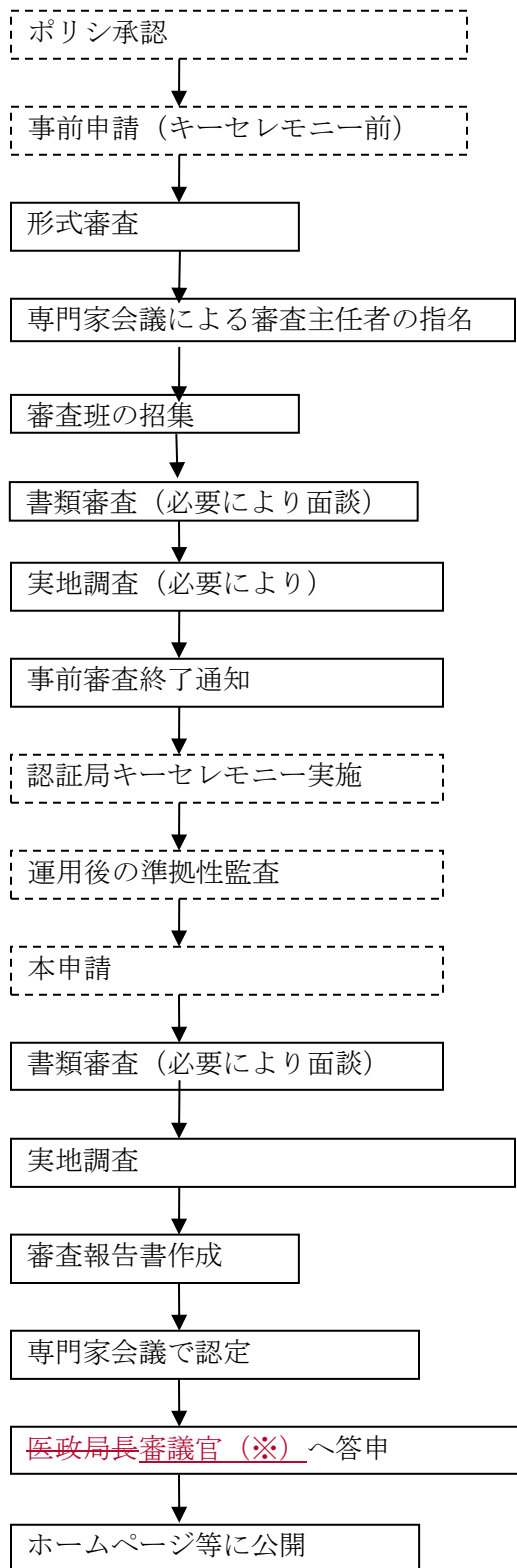 ポリシ承認
事前申請（キーセレモニー前）
形式審査
専門家会議による審査主任者の指名
審査班の招集
書類審査（必要により面談）
実地調査（必要により）
事前審査終了通知
認証局キーセレモニー実施
運用後の準拠性監査
本申請
書類審査（必要により面談）
実地調査
審査報告書作成
専門家会議で認定
医政局長審議官（※）へ答申
ホームページ等に公開